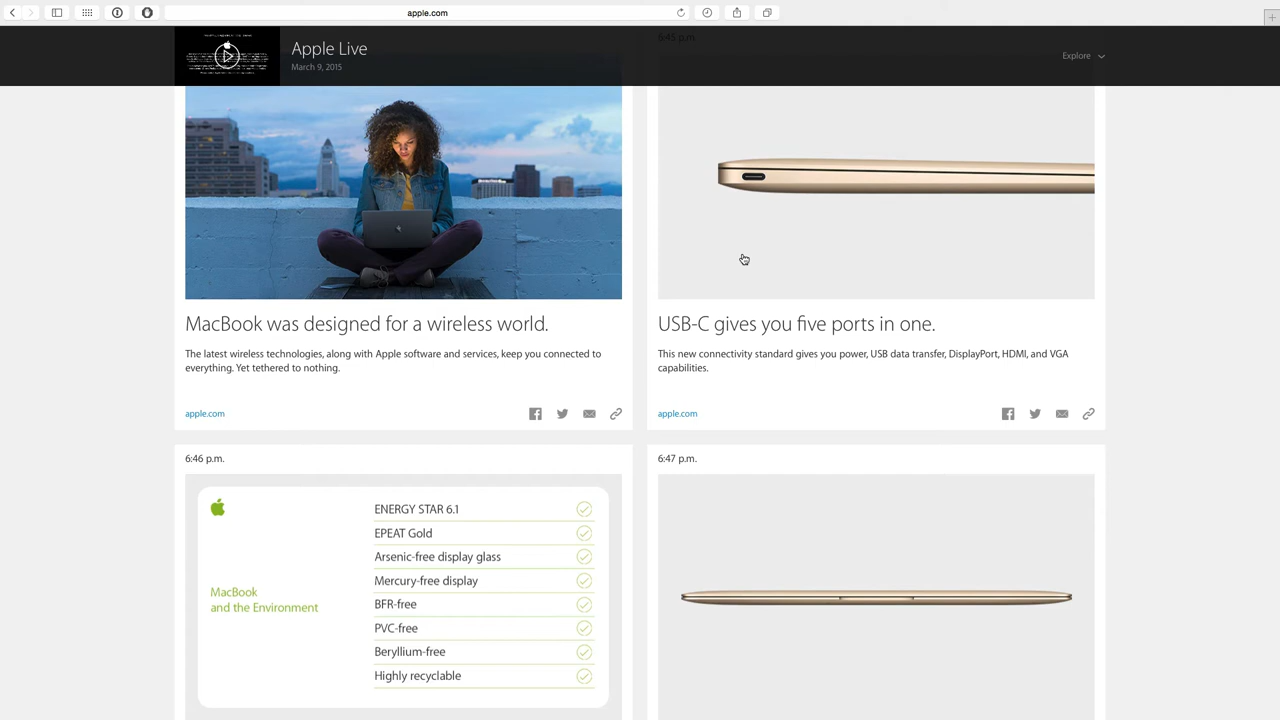 apple.com
Apple Live
March 9, 2015
Explore
6:45 p.m.
MacBook was designed for a wireless world.
The latest wireless technologies, along with Apple software and services, keep you connected to
everything. Yet tethered to nothing.
apple.com
USB-C gives you five ports in one.
This new connectivity standard gives you power, USB data transfer, DisplayPort, HDMI, and VGA
capabilities.
apple.com
6:46 p.m.
MacBook
and the Environment
ENERGY STAR 6.1
EPEAT Gold
Arsenic-free display glass
Mercury-free display
BFR-free
PVC-free
Beryllium-free
Highly recyclable
6:47 p.m.